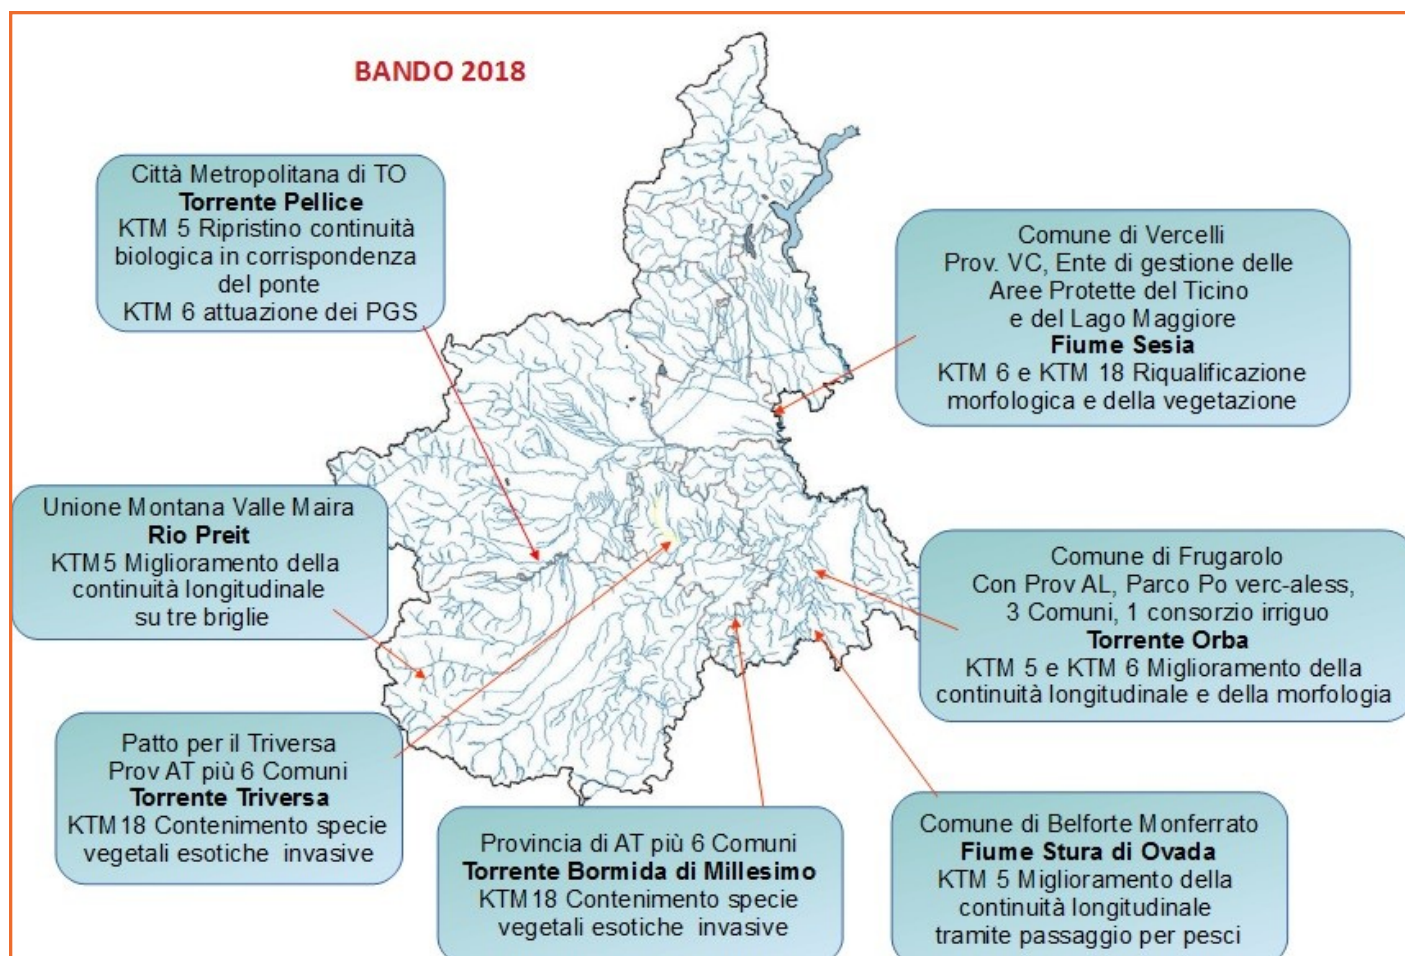 BANDO 2018
Città Metropolitana di TO
Torrente Pellice
KTM 5 Ripristino continuità
biologica in corrispondenza
del ponte
KTM 6 attuazione dei PGS
Comune di Vercelli
Prov. VC, Ente di gestione delle
Aree Protette del Ticino
e del Lago Maggiore
Fiume Sesia
KTM 6 e KTM 18 Riqualificazione
morfologica e della vegetazione
Unione Montana Valle Maira
Rio Preit
KTM5 Miglioramento della
continuità longitudinale
su tre briglie
Comune di Frugarolo
Con Prov AL, Parco Po verc-aless,
3 Comuni, 1 consorzio irriguo
Torrente Orba
KTM 5 e KTM 6 Miglioramento della
continuità longitudinale e della morfologia
Patto per il Triversa
Prov AT più 6 Comuni
Torrente Triversa
KTM18 Contenimento specie
vegetali esotiche invasive
Provincia di AT più 6 Comuni
Torrente Bormida di Millesimo
KTM18 Contenimento specie
vegetali esotiche invasive
Comune di Belforte Monferrato
Fiume Stura di Ovada
KTM 5 Miglioramento della
continuità longitudinale
tramite passaggio per pesci